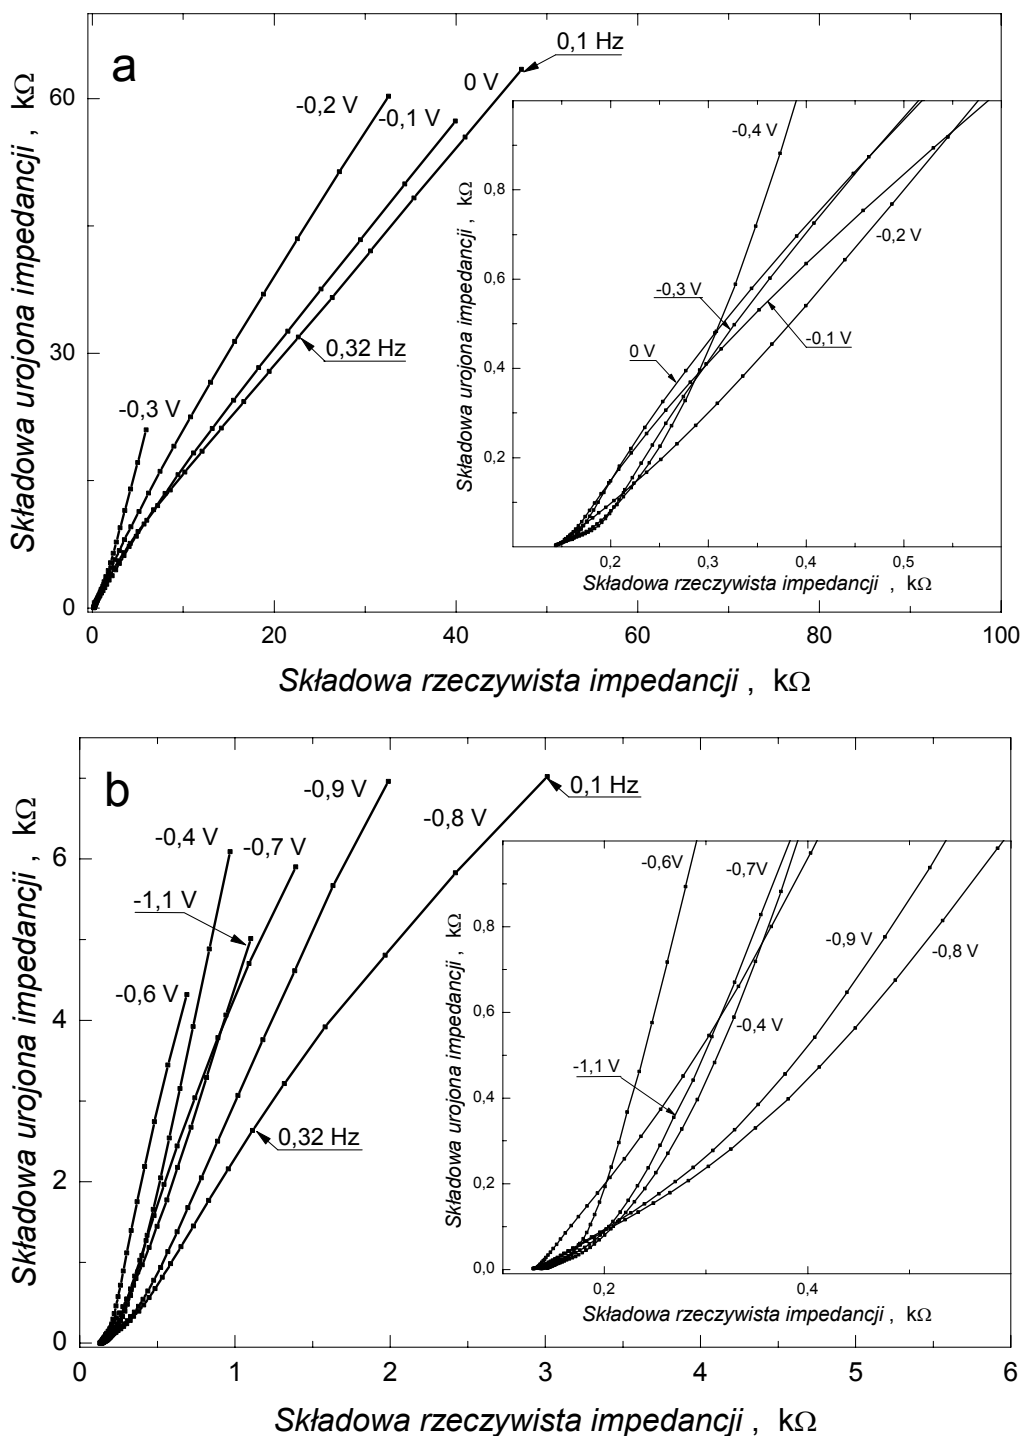 a
0,1 Hz
0 V
-0,2 V
-0,1 V
0,32 Hz
-0,3 V
60
30
0
0
20
40
60
80
100
Składowa urojona impedancji , kΩ
Składowa rzeczywista impedancji , kΩ
-0,4 V
-0,2 V
-0,3 V
-0,1 V
0 V
0,8
0,6
0,4
0,2
0,2
0,3
0,4
0,5
Składowa urojona impedancji , kΩ
Składowa rzeczywista impedancji , kΩ
b
-0,9 V
0,1 Hz
-0,8 V
-0,4 V
-0,7 V
-1,1 V
-0,6 V
0,32 Hz
6
4
2
0
0
1
2
3
4
5
6
Składowa urojona impedancji , kΩ
Składowa rzeczywista impedancji , kΩ
-0,6V
-0,7V
-0,9 V
-0,8 V
-0,4 V
-1,1 V
0,8
0,6
0,4
0,2
0,0
0,2
0,4
Składowa urojona impedancji , kΩ
Składowa rzeczywista impedancji , kΩ